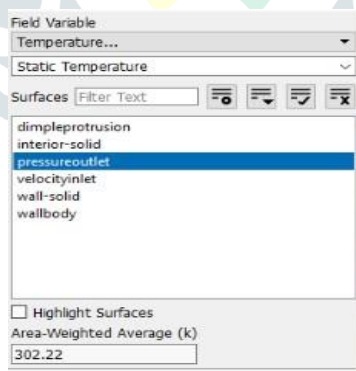 Field Variable
Temperature...
Static Temperature
Surfaces Filter Text
dimpleprotrusion
interior-solid
pressureoutlet
velocityinlet
wall-solid
wallbody
Highlight Surfaces
Area-Weighted Average (k)
302.22